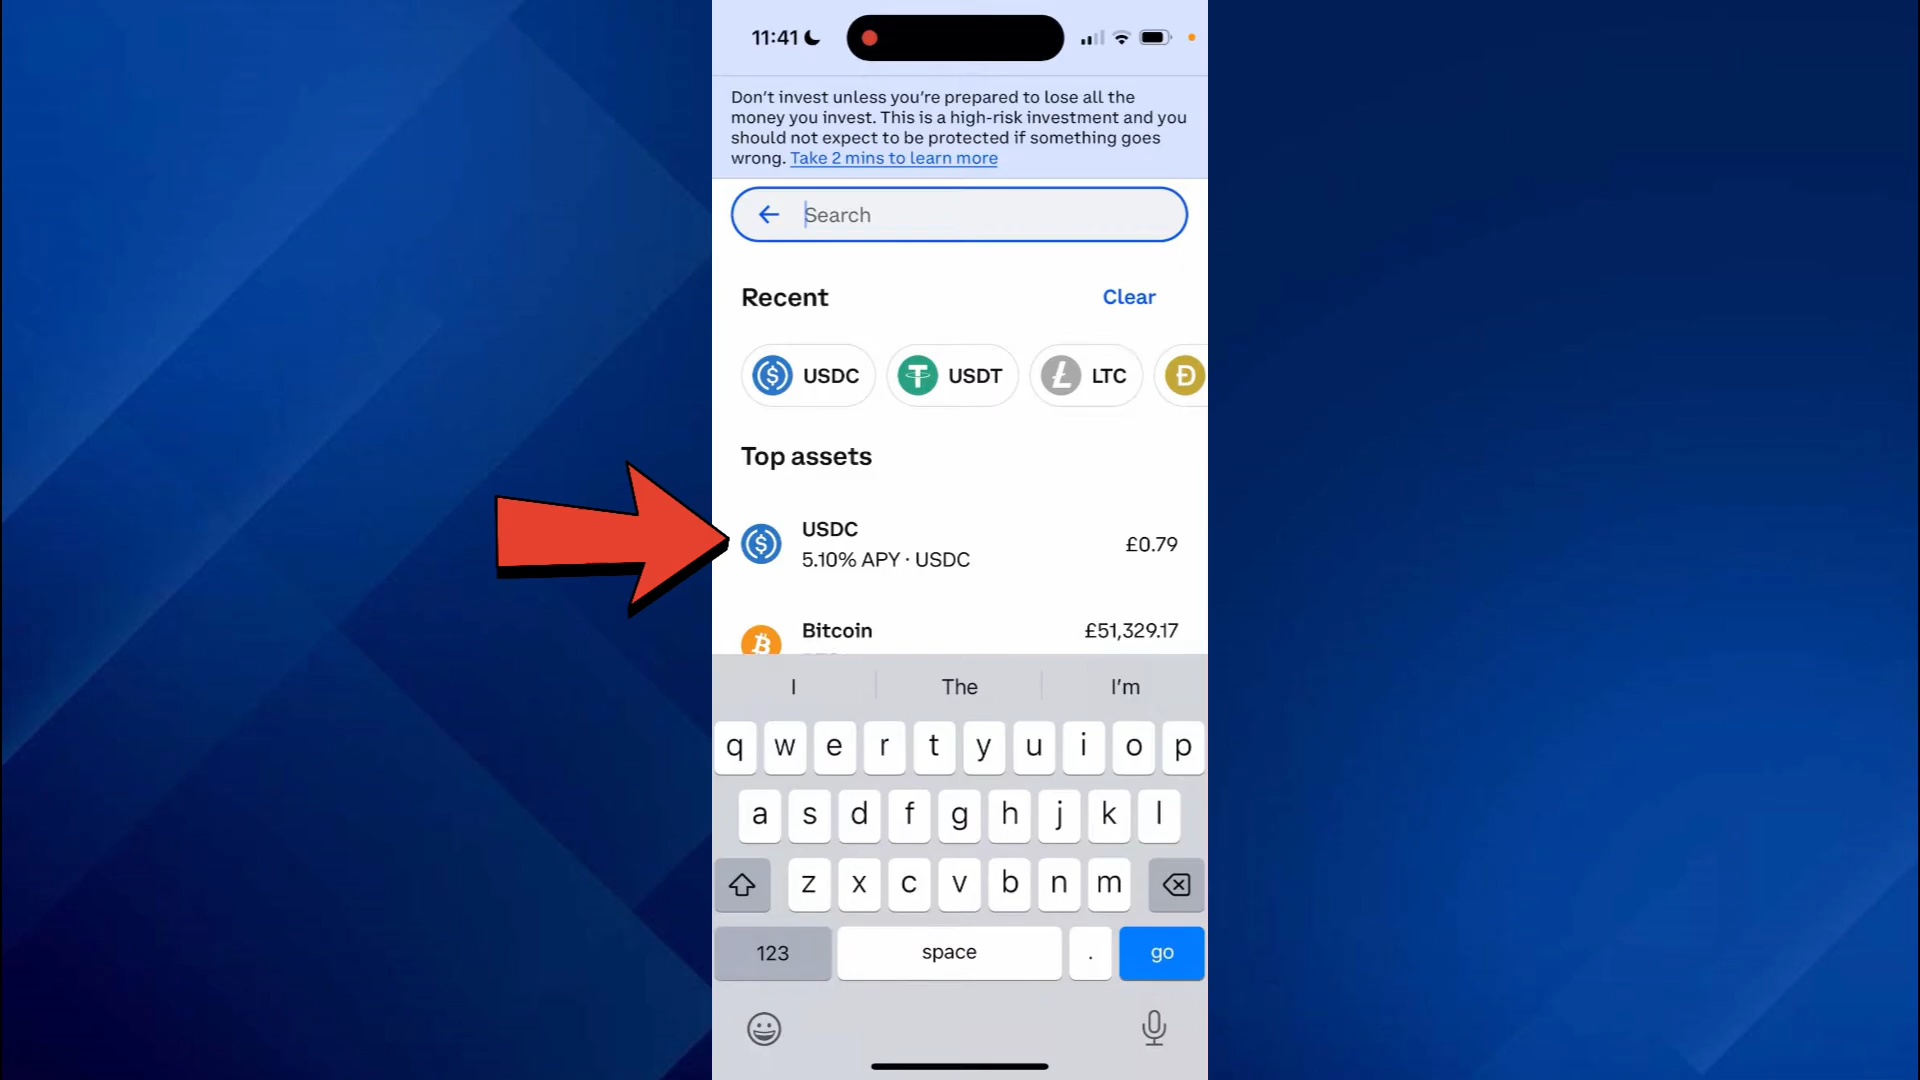 11:41
Don't invest unless you're prepared to lose all the
money you invest. This is a high-risk investment and you
should not expect to be protected if something goes
wrong. Take 2 mins to learn more
Search
Recent
Clear
USDC
USDT
LTC
Top assets
USDC
£0.79
5.10% APY · USDC
Bitcoin
£51,329.17
I
The
I'm
q w e r t y u i o p
a s d f g h j k l
z x c v b n m
123
space
.
go